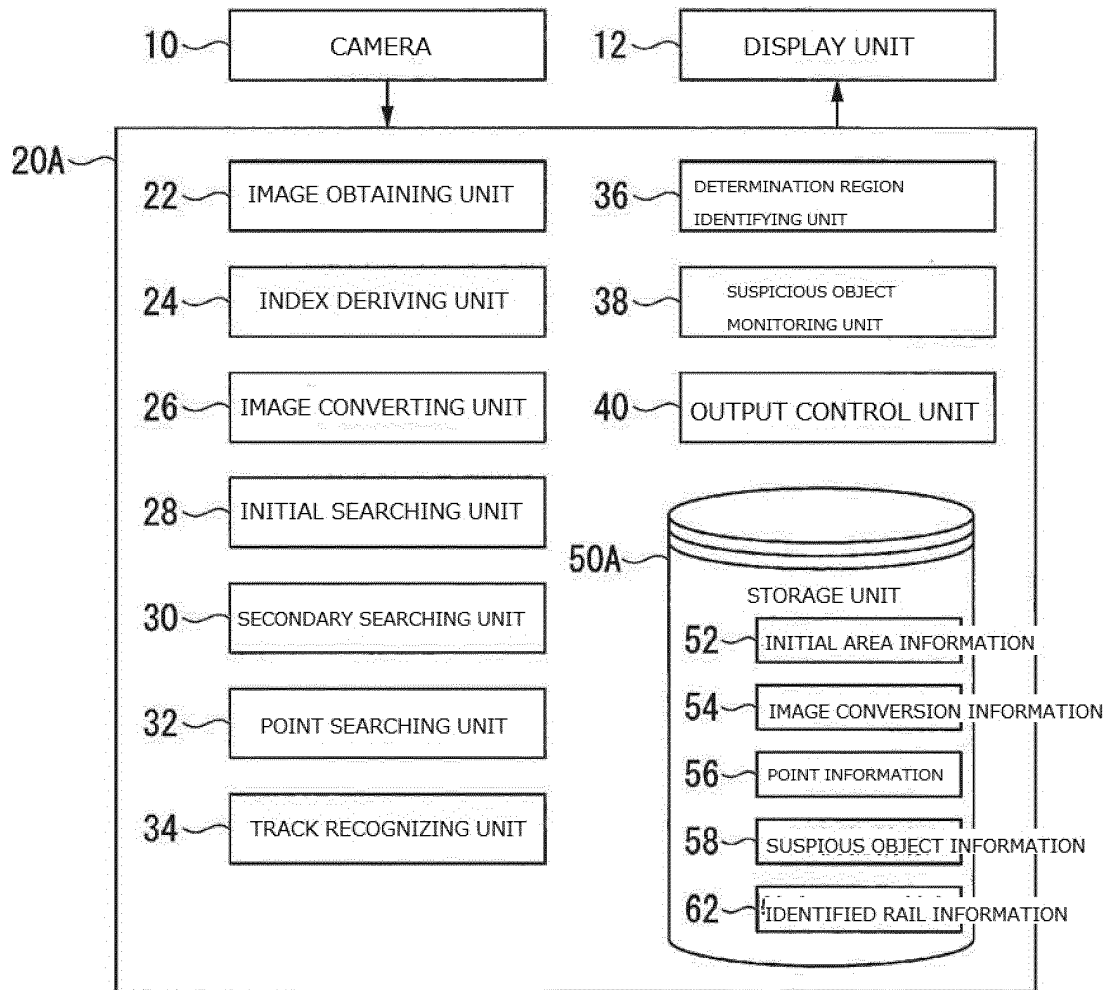 10 CAMERA
12 DISPLAY UNIT
20A
22 IMAGE OBTAINING UNIT
24 INDEX DERIVING UNIT
26 IMAGE CONVERTING UNIT
28 INITIAL SEARCHING UNIT
30 SECONDARY SEARCHING UNIT
32 POINT SEARCHING UNIT
34 TRACK RECOGNIZING UNIT
36 DETERMINATION REGION
IDENTIFYING UNIT
38 SUSPICIOUS OBJECT
MONITORING UNIT
40 OUTPUT CONTROL UNIT
50A
STORAGE UNIT
52 INITIAL AREA INFORMATION
54 IMAGE CONVERSION INFORMATION
56 POINT INFORMATION
58 SUSPIOUS OBJECT INFORMATION
62 IDENTIFIED RAIL INFORMATION